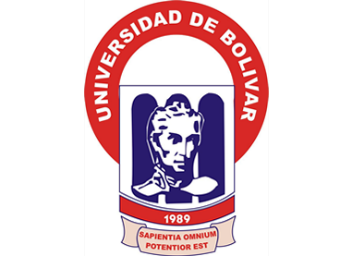 UNIVERSIDAD DE BOLIVAR
1989
SAPIENTIA OMNIUM
POTENTIOR EST